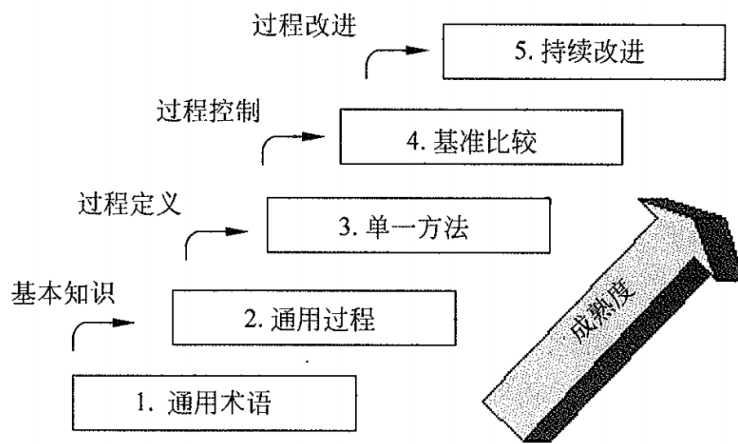 过程改进
5. 持续改进
过程控制
4. 基准比较
过程定义
3. 单一方法
基本知识
2. 通用过程
成熟度
1. 通用术语